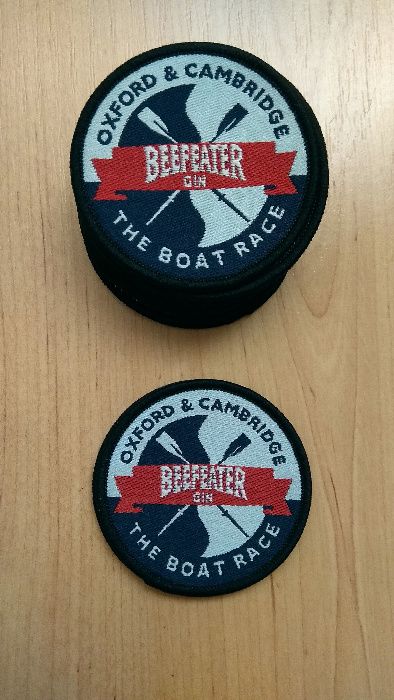 OXFORD & CAMBRIDGE
BEEFEATER
GIN
THE BOAT RACE
OXFORD & CAMBRIDGE
BEEFEATER
GIN
THE BOAT RACE